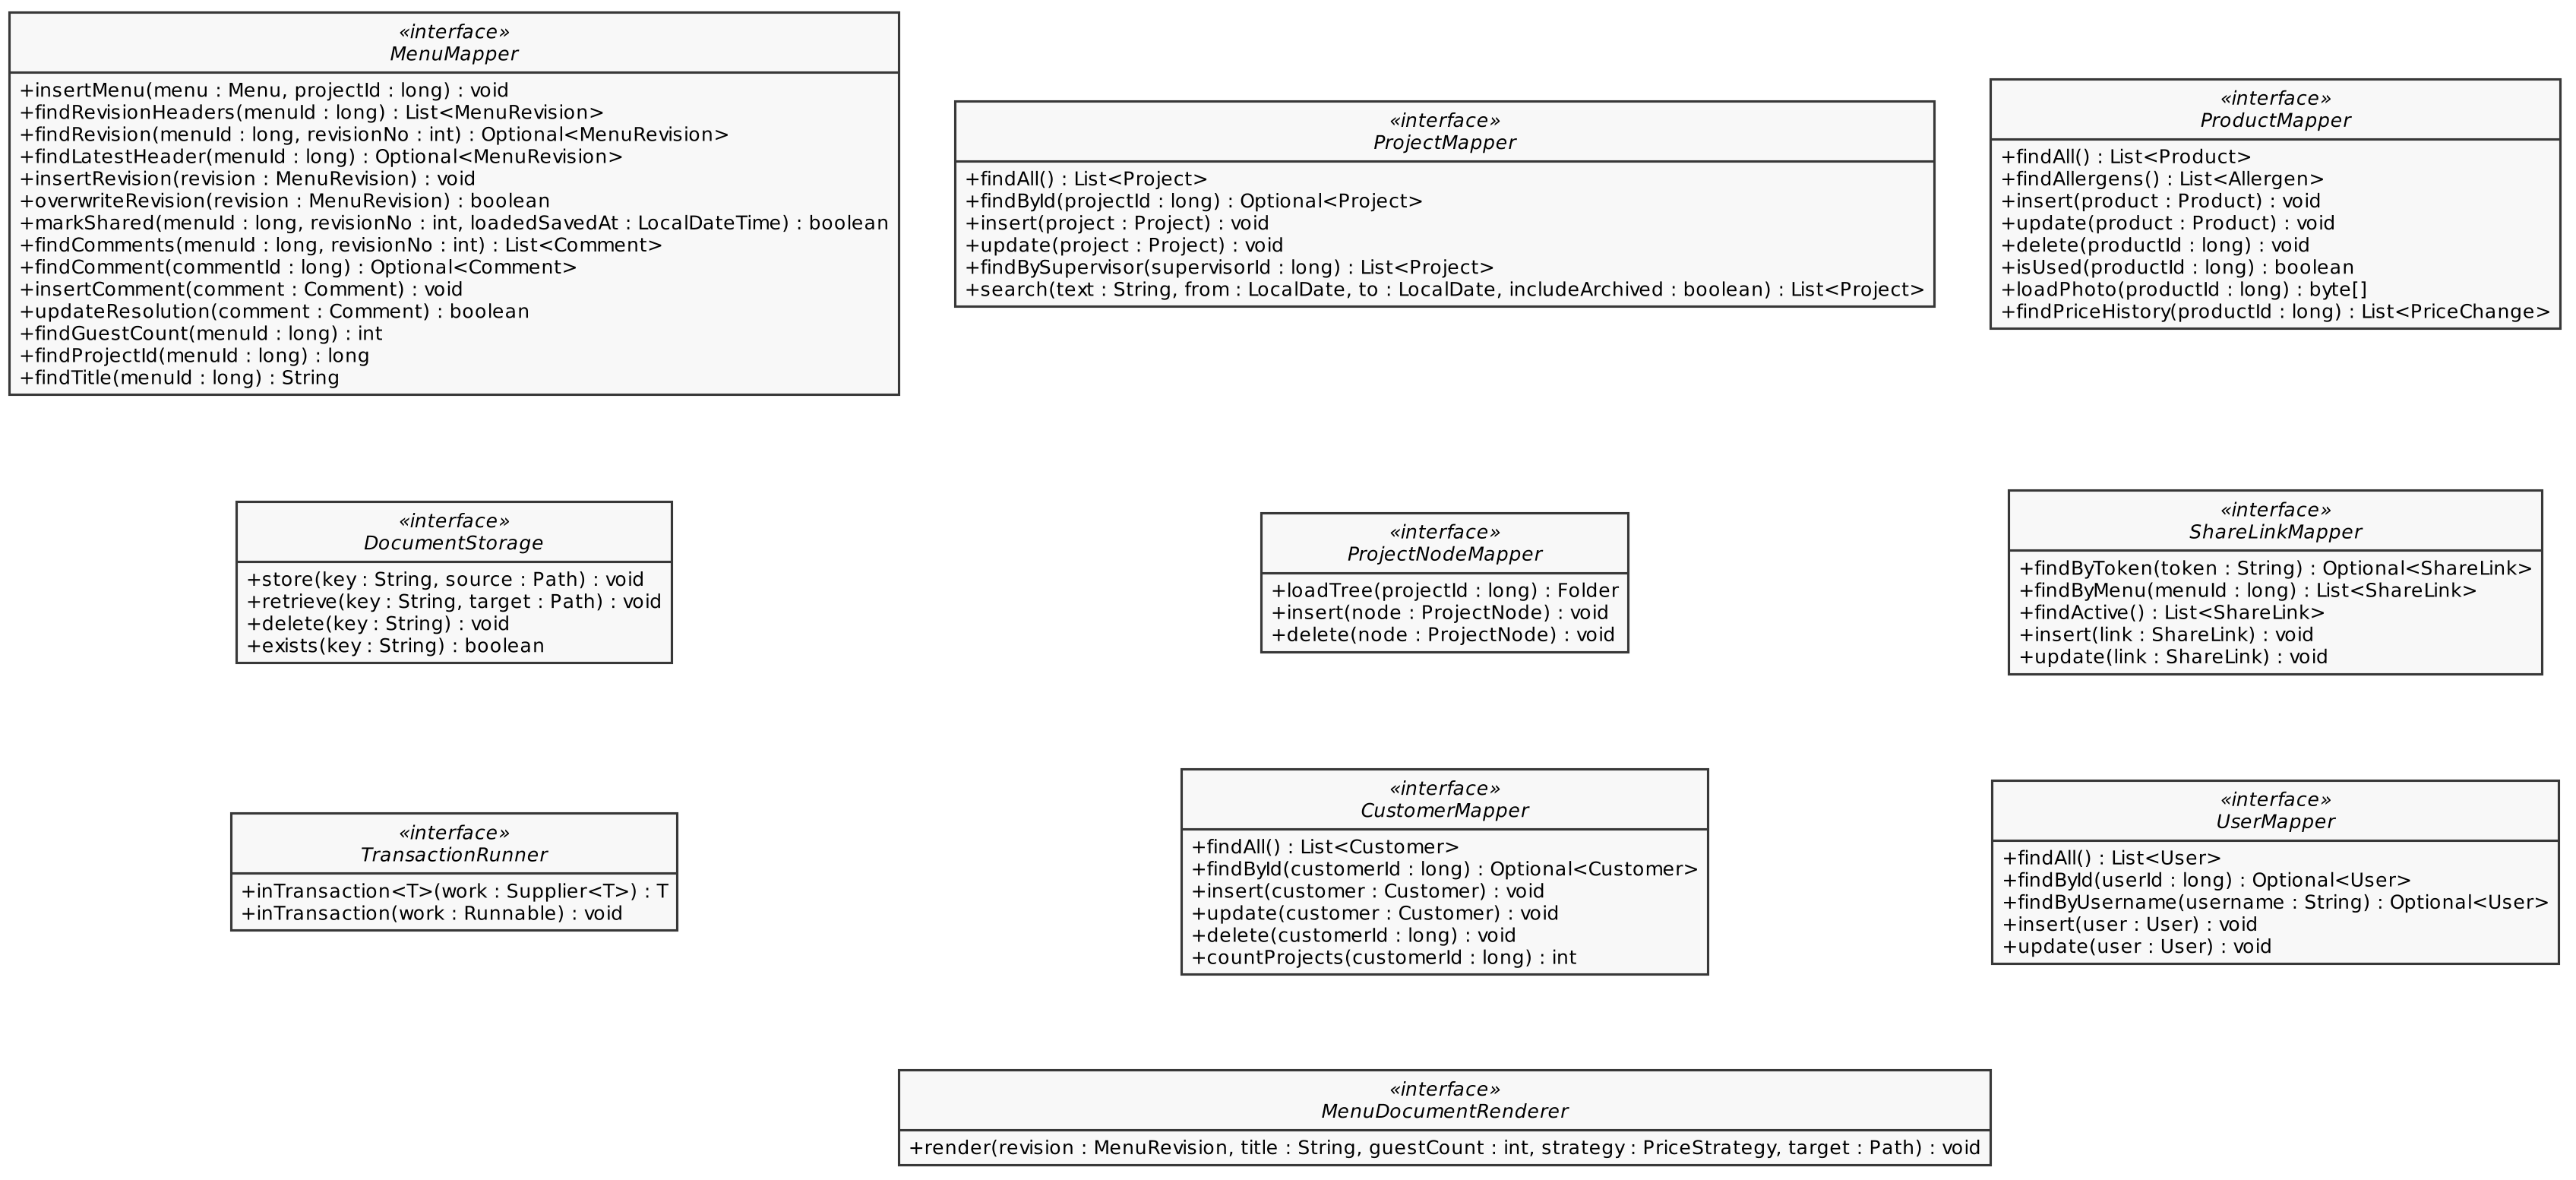 «interface»
MenuMapper
+insertMenu(menu : Menu, projectId : long) : void
+findRevisionHeaders(menuId : long) : List<MenuRevision>
+findRevision(menuId : long, revisionNo : int) : Optional<MenuRevision>
+findLatestHeader(menuId : long) : Optional<MenuRevision>
+insertRevision(revision : MenuRevision) : void
+overwriteRevision(revision : MenuRevision) : boolean
+markShared(menuId : long, revisionNo : int, loadedSavedAt : LocalDateTime) : boolean
+findComments(menuId : long, revisionNo : int) : List<Comment>
+findComment(commentId : long) : Optional<Comment>
+insertComment(comment : Comment) : void
+updateResolution(comment : Comment) : boolean
+findGuestCount(menuId : long) : int
+findProjectId(menuId : long) : long
+findTitle(menuId : long) : String
«interface»
ProjectMapper
+findAll() : List<Project>
+findById(projectId : long) : Optional<Project>
+insert(project : Project) : void
+update(project : Project) : void
+findBySupervisor(supervisorId : long) : List<Project>
+search(text : String, from : LocalDate, to : LocalDate, includeArchived : boolean) : List<Project>
«interface»
ProductMapper
+findAll() : List<Product>
+findAllergens() : List<Allergen>
+insert(product : Product) : void
+update(product : Product) : void
+delete(productId : long) : void
+isUsed(productId : long) : boolean
+loadPhoto(productId : long) : byte[]
+findPriceHistory(productId : long) : List<PriceChange>
«interface»
DocumentStorage
+store(key : String, source : Path) : void
+retrieve(key : String, target : Path) : void
+delete(key : String) : void
+exists(key : String) : boolean
«interface»
ProjectNodeMapper
+loadTree(projectId : long) : Folder
+insert(node : ProjectNode) : void
+delete(node : ProjectNode) : void
«interface»
ShareLinkMapper
+findByToken(token : String) : Optional<ShareLink>
+findByMenu(menuId : long) : List<ShareLink>
+findActive() : List<ShareLink>
+insert(link : ShareLink) : void
+update(link : ShareLink) : void
«interface»
TransactionRunner
+inTransaction<T>(work : Supplier<T>) : T
+inTransaction(work : Runnable) : void
«interface»
CustomerMapper
+findAll() : List<Customer>
+findById(customerId : long) : Optional<Customer>
+insert(customer : Customer) : void
+update(customer : Customer) : void
+delete(customerId : long) : void
+countProjects(customerId : long) : int
«interface»
UserMapper
+findAll() : List<User>
+findById(userId : long) : Optional<User>
+findByUsername(username : String) : Optional<User>
+insert(user : User) : void
+update(user : User) : void
«interface»
MenuDocumentRenderer
+render(revision : MenuRevision, title : String, guestCount : int, strategy : PriceStrategy, target : Path) : void